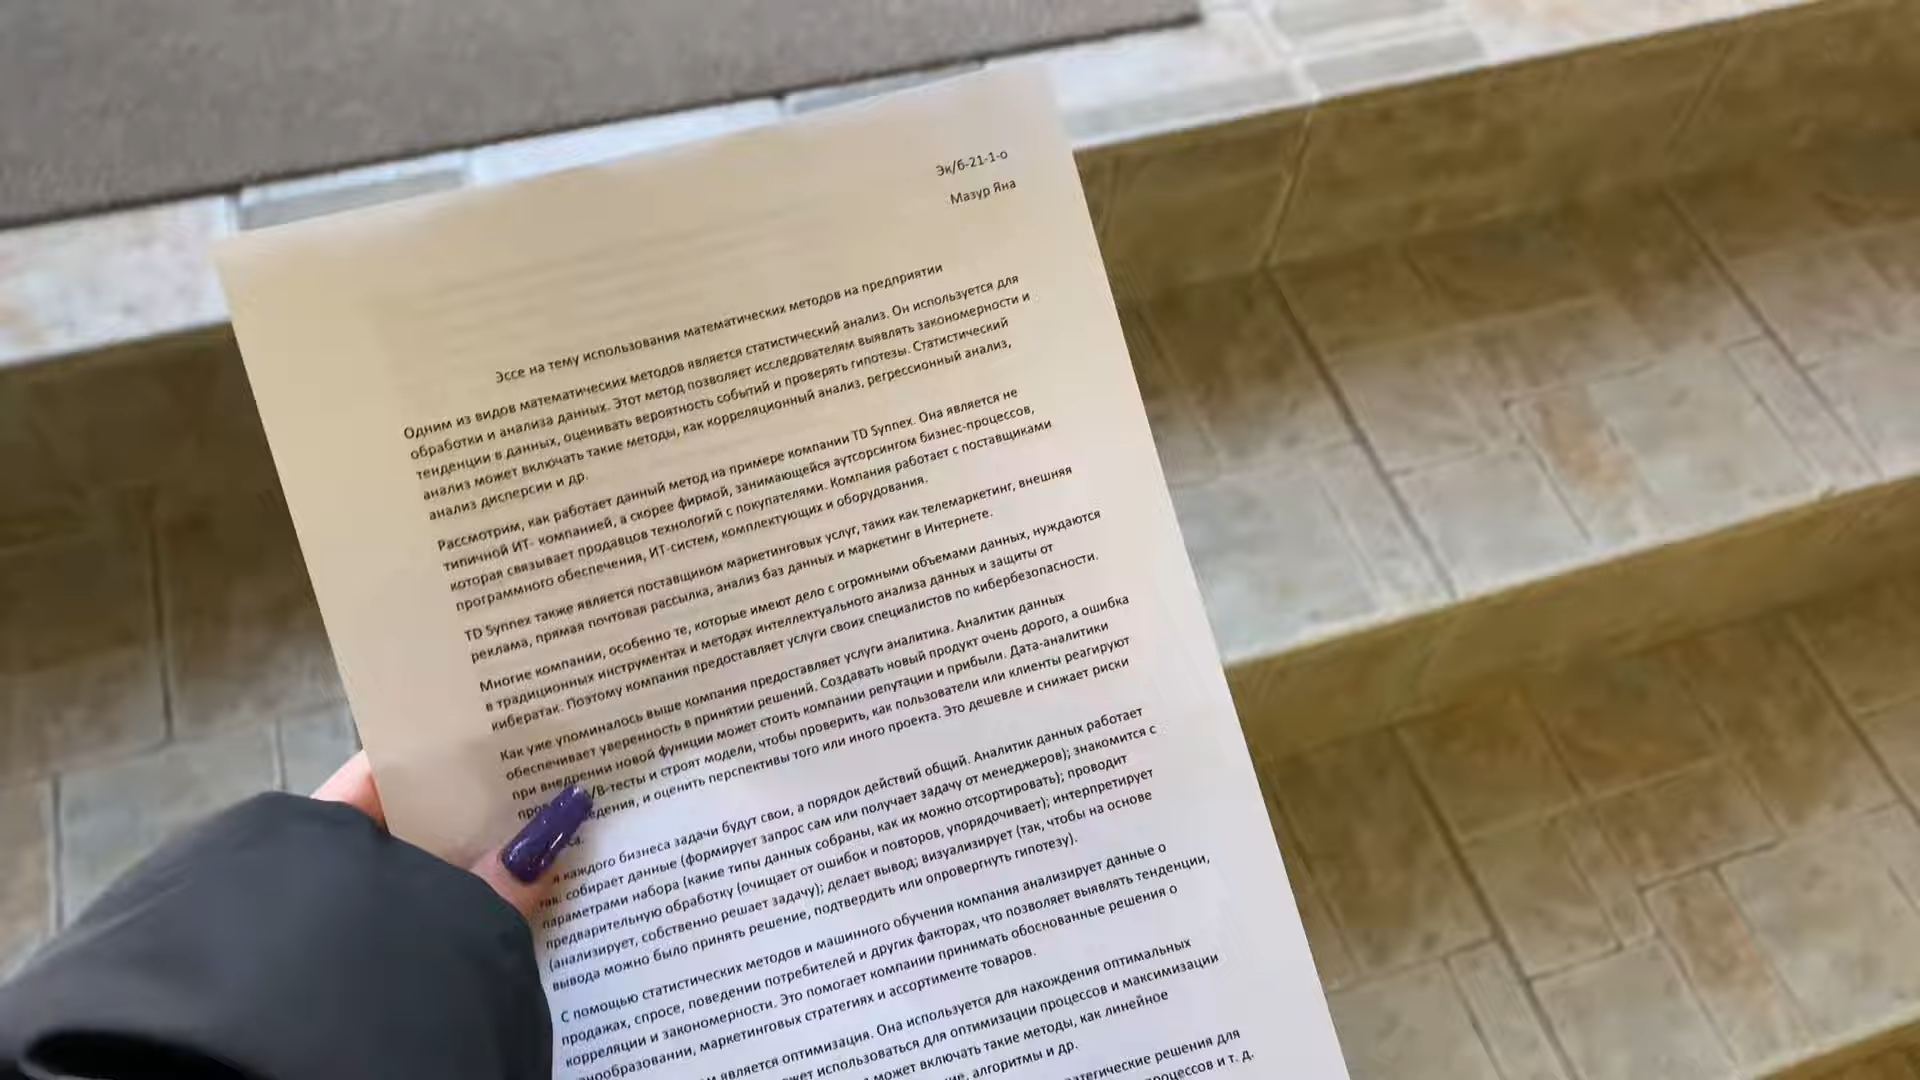 Эк/б-21-1-о
Мазур Яна
Эссе на тему использования математических методов на предприятии
Одним из видов математических методов является статистический анализ. Он используется для
обработки и анализа данных. Этот метод позволяет исследователям выявлять закономерности и
тенденции в данных, оценивать вероятность событий и проверять гипотезы. Статистический
анализ может включать такие методы, как корреляционный анализ, регрессионный анализ,
анализ дисперсии и др.
Рассмотрим, как работает данный метод на примере компании TD Synnex. Она является не
типичной ИТ- компанией, а скорее фирмой, занимающейся аутсорсингом бизнес-процессов,
которая связывает продавцов технологий с покупателями. Компания работает с поставщиками
программного обеспечения, ИТ-систем, комплектующих и оборудования.
TD Synnex также является поставщиком маркетинговых услуг, таких как телемаркетинг, внешняя
реклама, прямая почтовая рассылка, анализ баз данных и маркетинг в Интернете.
Многие компании, особенно те, которые имеют дело с огромными объемами данных, нуждаются
в традиционных инструментах и методах интеллектуального анализа данных и защиты от
кибератак. Поэтому компания предоставляет услуги своих специалистов по кибербезопасности.
Как уже упоминалось выше компания предоставляет услуги аналитика. Аналитик данных
обеспечивает уверенность в принятии решений. Создавать новый продукт очень дорого, а ошибка
при внедрении новой функции может стоить компании репутации и прибыли. Дата-аналитики
/B-тесты и строят модели, чтобы проверить, как пользователи или клиенты реагируют
едения, и оценить перспективы того или иного проекта. Это дешевле и снижает риски
са.
я каждого бизнеса задачи будут свои, а порядок действий общий. Аналитик данных работает
так: собирает данные (формирует запрос сам или получает задачу от менеджеров); знакомится с
параметрами набора (какие типы данных собраны, как их можно отсортировать); проводит
предварительную обработку (очищает от ошибок и повторов, упорядочивает); интерпретирует
(анализирует, собственно решает задачу); делает вывод; визуализирует (так, чтобы на основе
вывода можно было принять решение, подтвердить или опровергнуть гипотезу).
С помощью статистических методов и машинного обучения компания анализирует данные о
продажах, спросе, поведении потребителей и других факторах, что позволяет выявлять тенденции,
корреляции и закономерности. Это помогает компании принимать обоснованные решения о
нообразовании, маркетинговых стратегиях и ассортименте товаров.
м является оптимизация. Она используется для нахождения оптимальных
жет использоваться для оптимизации процессов и максимизации
может включать такие методы, как линейное
ие, алгоритмы и др.
атегические решения для
роцессов и т. д.